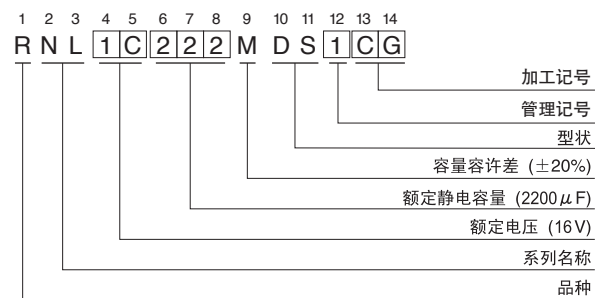 1 2 3 4 5 6 7 8 9 10 11 12 13 14
R N L 1 C 2 2 2 M D S 1 C G
加工记号
管理记号
型状
容量容许差 (±20%)
额定静电容量 (2200μF)
额定电压 (16V)
系列名称
品种